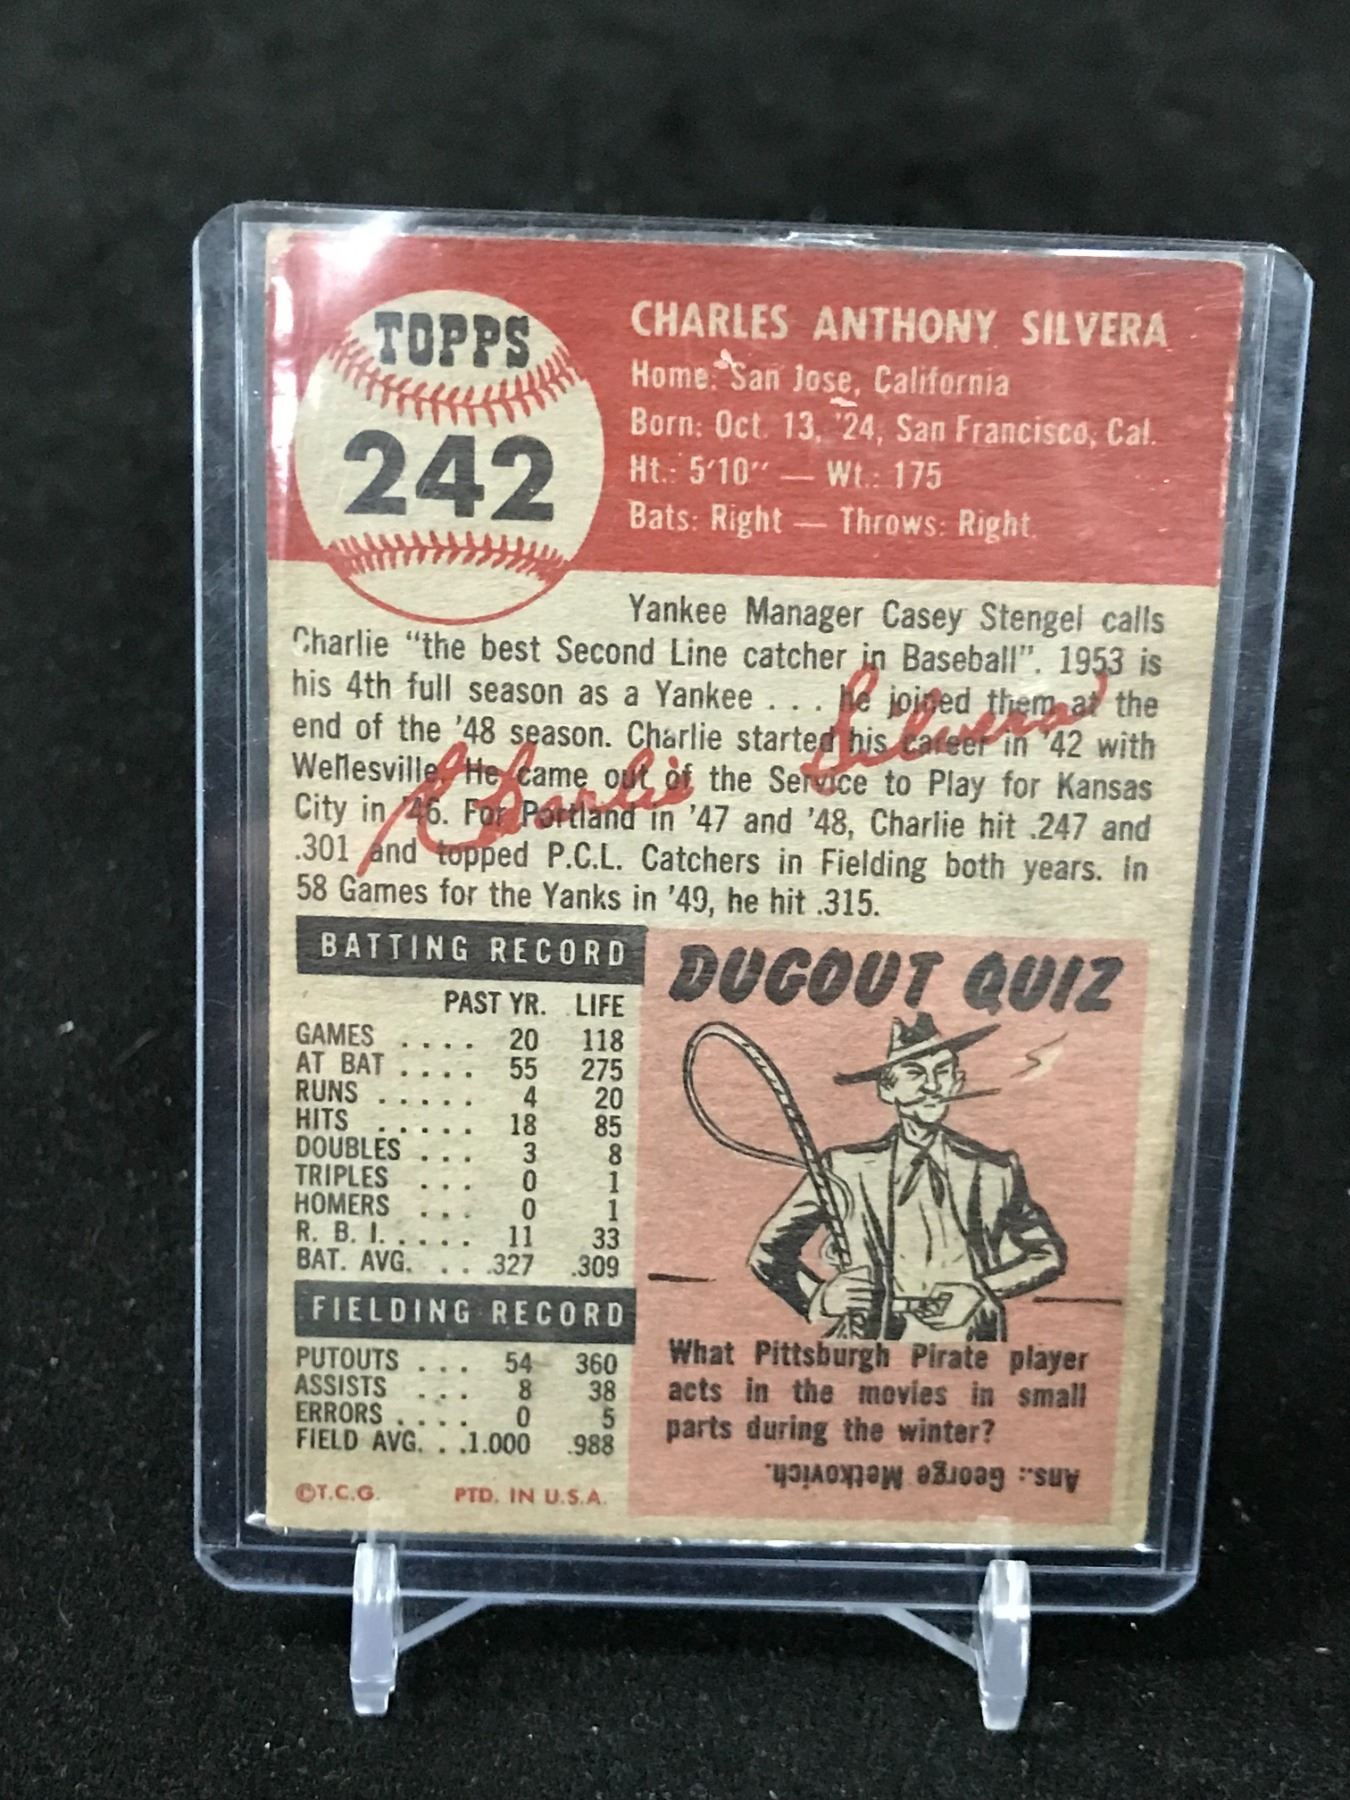 TOPPS
242
CHARLES ANTHONY SILVERA
Home: San Jose, California
Born: Oct. 13, '24, San Francisco, Cal.
Ht.: 5'10" — Wt.: 175
Bats: Right — Throws: Right.
Yankee Manager Casey Stengel calls
Charlie "the best Second Line catcher in Baseball". 1953 is
his 4th full season as a Yankee . . . he joined them at the
end of the '48 season. Charlie started his career in '42 with
Wellesville. He came out of the Service to Play for Kansas
City in '46. For Portland in '47 and '48, Charlie hit .247 and
.301 and topped P.C.L. Catchers in Fielding both years. In
58 Games for the Yanks in '49, he hit .315.
Charlie Silvera
BATTING RECORD
PAST YR. LIFE
GAMES . . . . 20 118
AT BAT . . . . 55 275
RUNS . . . . . 4 20
HITS . . . . . 18 85
DOUBLES . . . 3 8
TRIPLES . . . 0 1
HOMERS . . . 0 1
R. B. I. . . . . 11 33
BAT. AVG. . . .327 .309
FIELDING RECORD
PUTOUTS . . . 54 360
ASSISTS . . . 8 38
ERRORS . . . . 0 5
FIELD AVG. . .1.000 .988
©T.C.G. PTD. IN U.S.A.
DUGOUT QUIZ
What Pittsburgh Pirate player
acts in the movies in small
parts during the winter?
Ans.: George Metkovich.